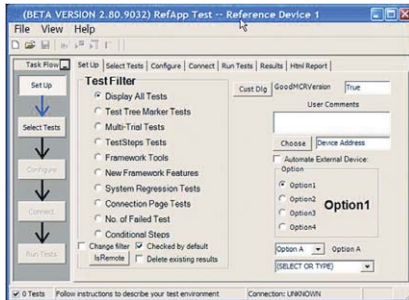 (BETA VERSION 2.80.9032) RefApp Test -- Reference Device 1
File View Help
Task Flow
Set Up
Select Tests
Configure
Connect
Run Tests
Set Up Select Tests Configure Connect Run Tests Results Html Report
Test Filter
Display All Tests
Test Tree Marker Tests
Multi-Trial Tests
TestSteps Tests
Framework Tools
New Framework Features
System Regression Tests
Connection Page Tests
No. of Failed Test
Conditional Steps
Change filter Checked by default
IsRemote Delete existing results
Cust Dlg GoodMCRVersion True
User Comments
Choose Device Address
Automate External Device:
Option
Option1
Option2
Option3
Option4
Option1
Option A Option A
(SELECT OR TYPE)
0 Tests Follow instructions to describe your test environment Connection: UNKNOWN